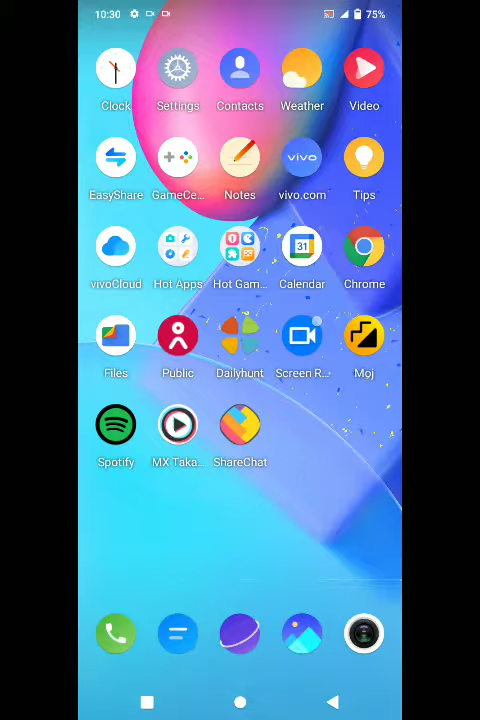 10:30 75%
Clock Settings Contacts Weather Video
EasyShare GameCe... Notes vivo.com Tips
vivo
vivoCloud Hot Apps Hot Gam... Calendar Chrome
31
Files Public Dailyhunt Screen R... Moj
Spotify MX Taka... ShareChat